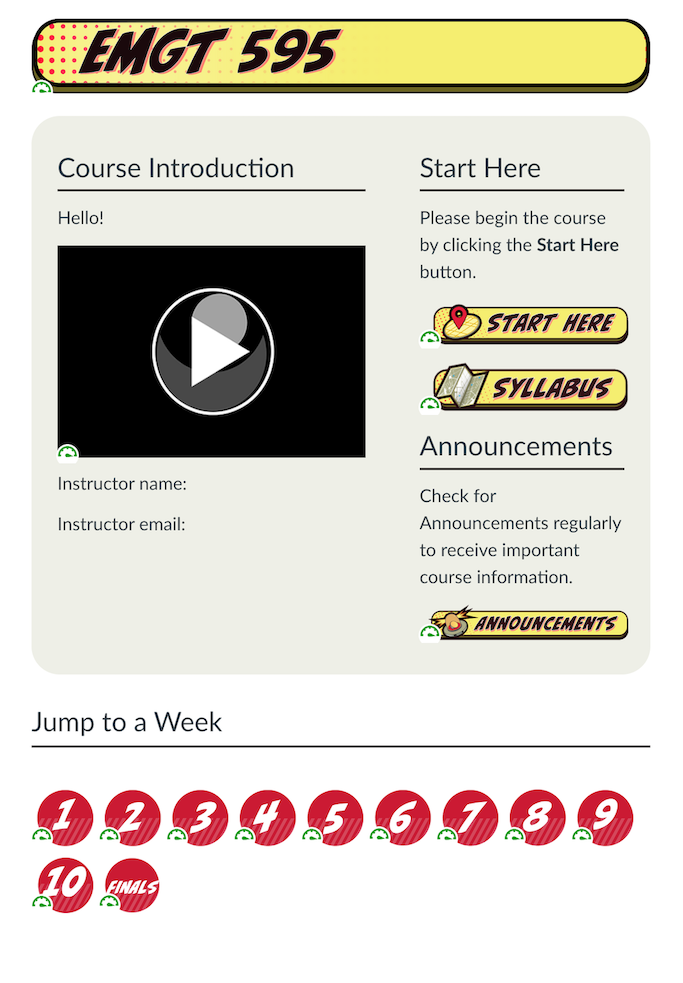 EMGT 595
Course Introduction
Hello!
Instructor name:
Instructor email:
Start Here
Please begin the course
by clicking the Start Here
button.
START HERE
SYLLABUS
Announcements
Check for
Announcements regularly
to receive important
course information.
ANNOUNCEMENTS
Jump to a Week
1 2 3 4 5 6 7 8 9
10 FINALS